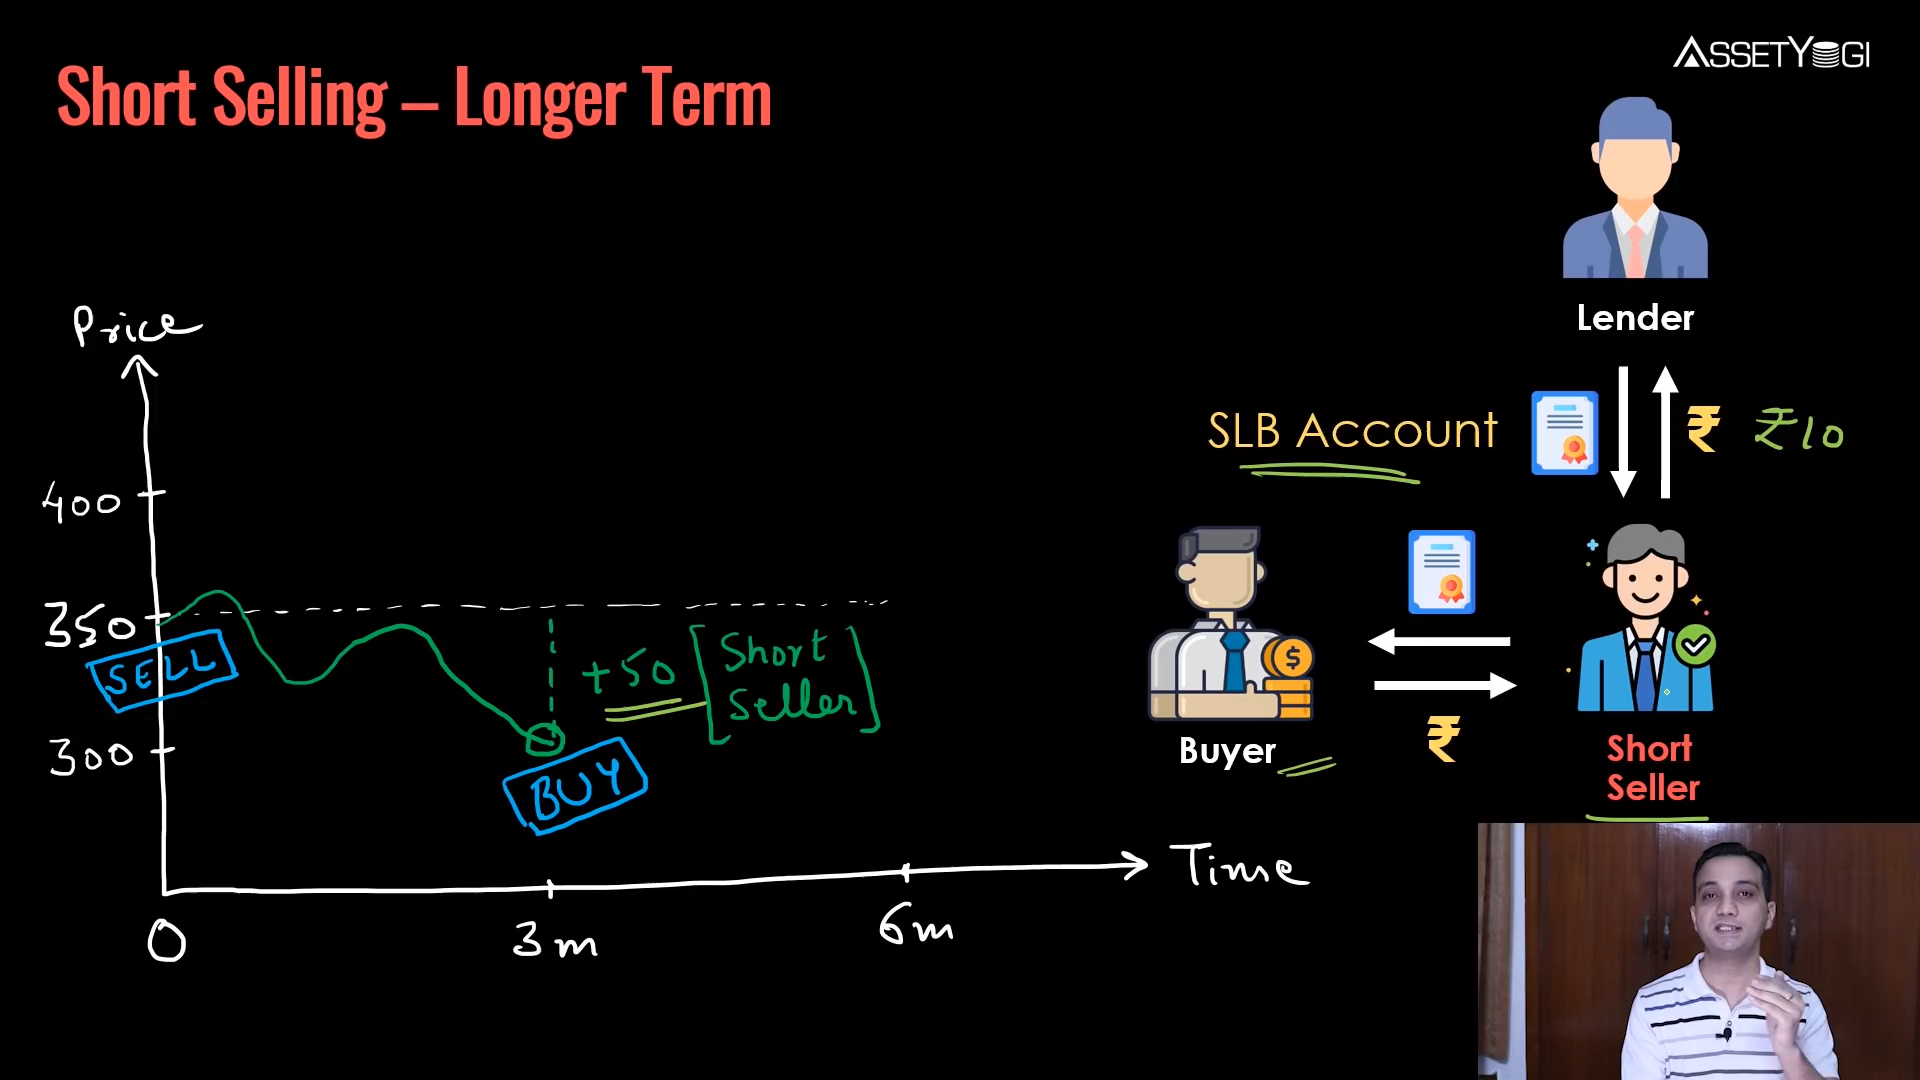 ASSETYOGI
Short Selling – Longer Term
Lender
Price
SLB Account
₹ ₹10
400
350
SELL
+50 [Short
Seller]
300
BUY
₹
Buyer
Short
Seller
Time
0
3m
6m